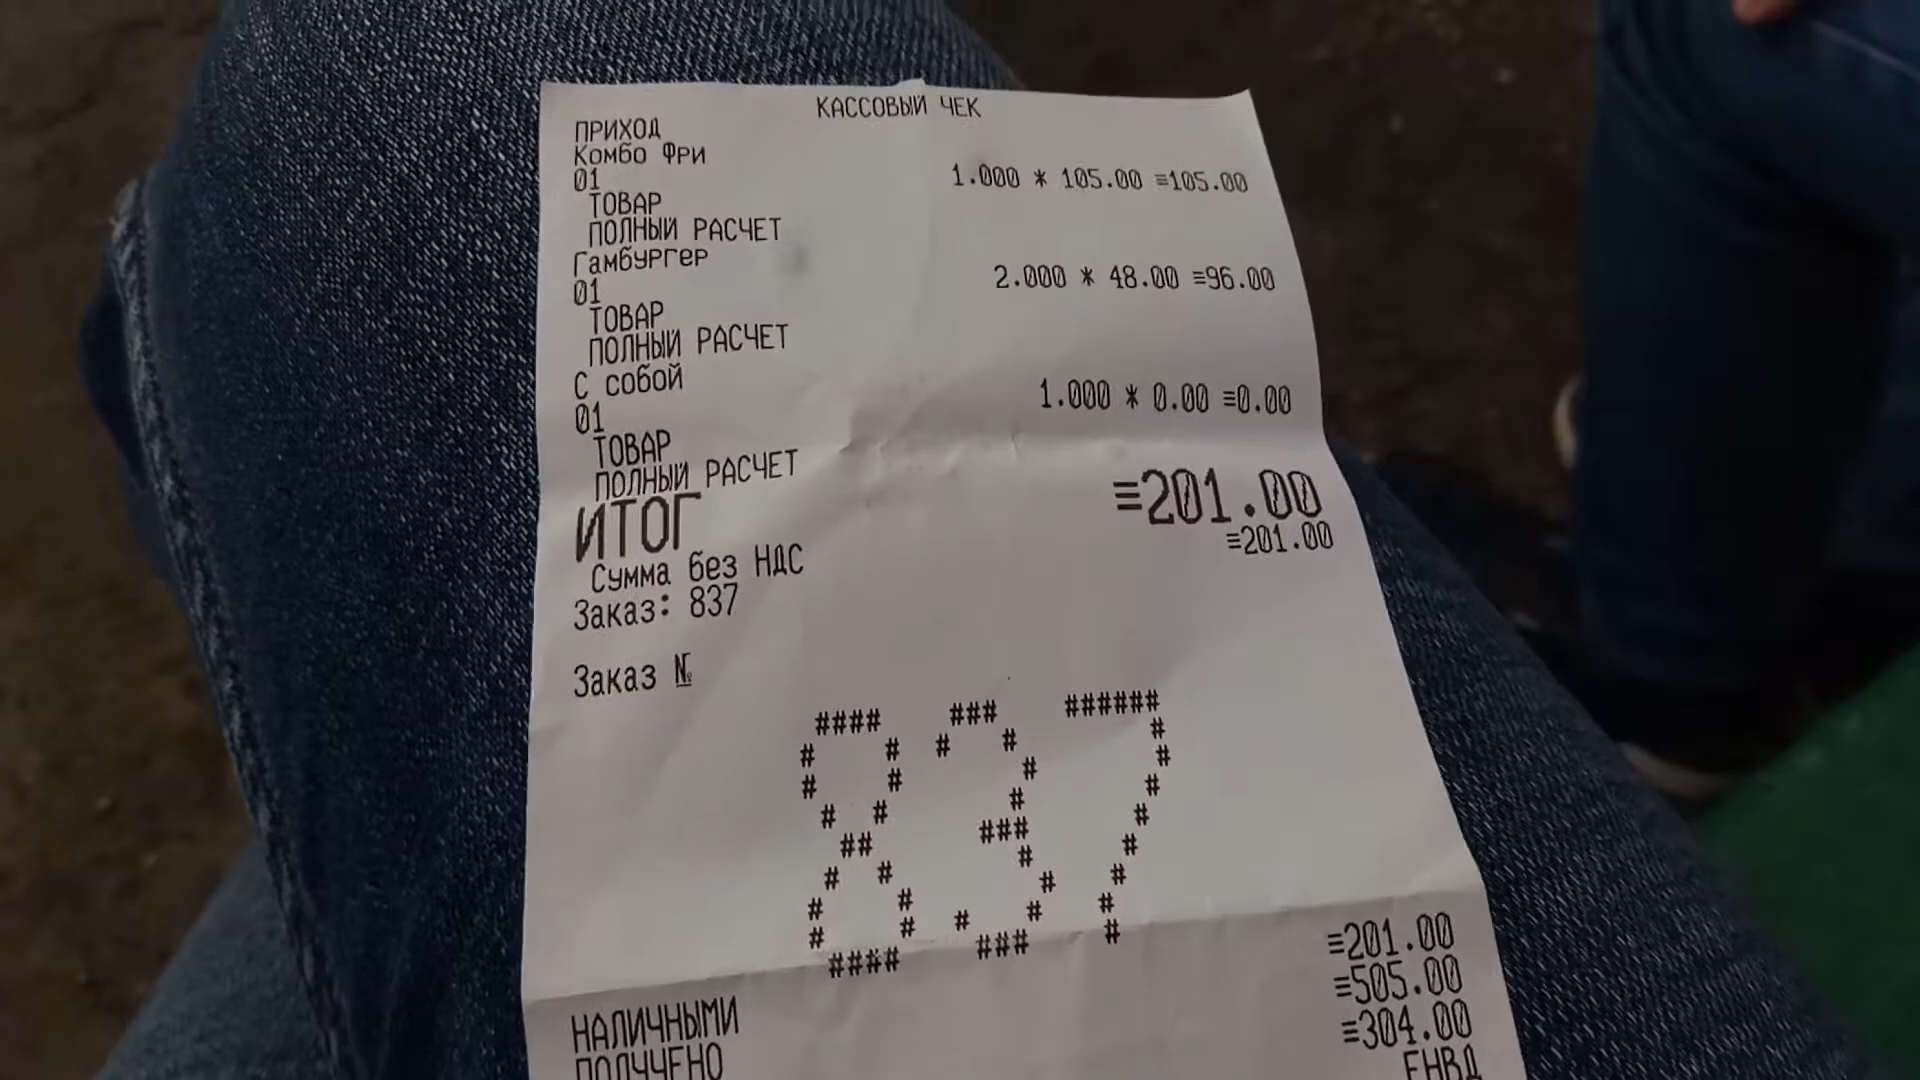 КАССОВЫЙ ЧЕК
ПРИХОД
Комбо Фри
01 1.000 * 105.00 ≡105.00
ТОВАР
ПОЛНЫЙ РАСЧЕТ
Гамбургер
01 2.000 * 48.00 ≡96.00
ТОВАР
ПОЛНЫЙ РАСЧЕТ
С собой
01 1.000 * 0.00 ≡0.00
ТОВАР
ПОЛНЫЙ РАСЧЕТ
ИТОГ ≡201.00
Сумма без НДС ≡201.00
Заказ: 837
Заказ №
837
НАЛИЧНЫМИ ≡201.00
ПОЛУЧЕНО ≡505.00
≡304.00
ЕНВД